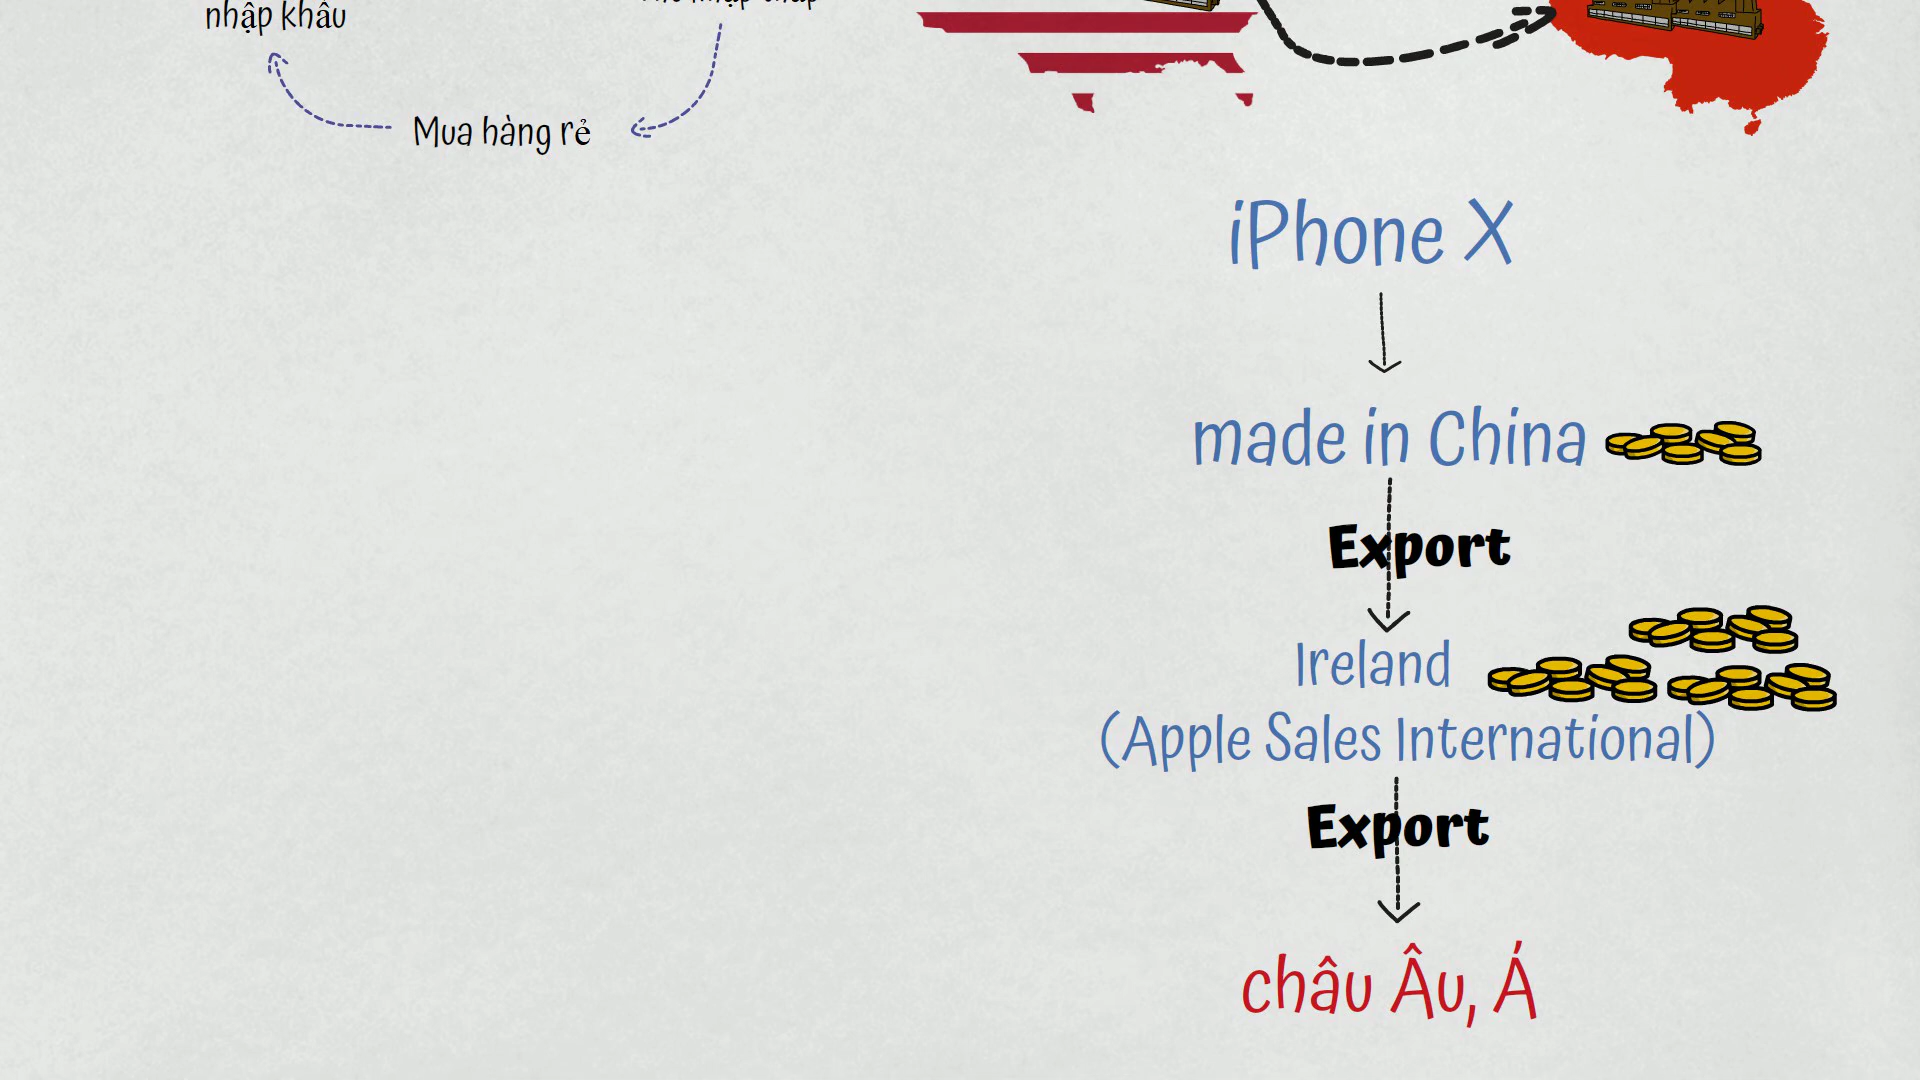 nhập khẩu
Mua hàng rẻ
iPhone X
made in China
Export
Ireland
(Apple Sales International)
Export
châu Âu, Á